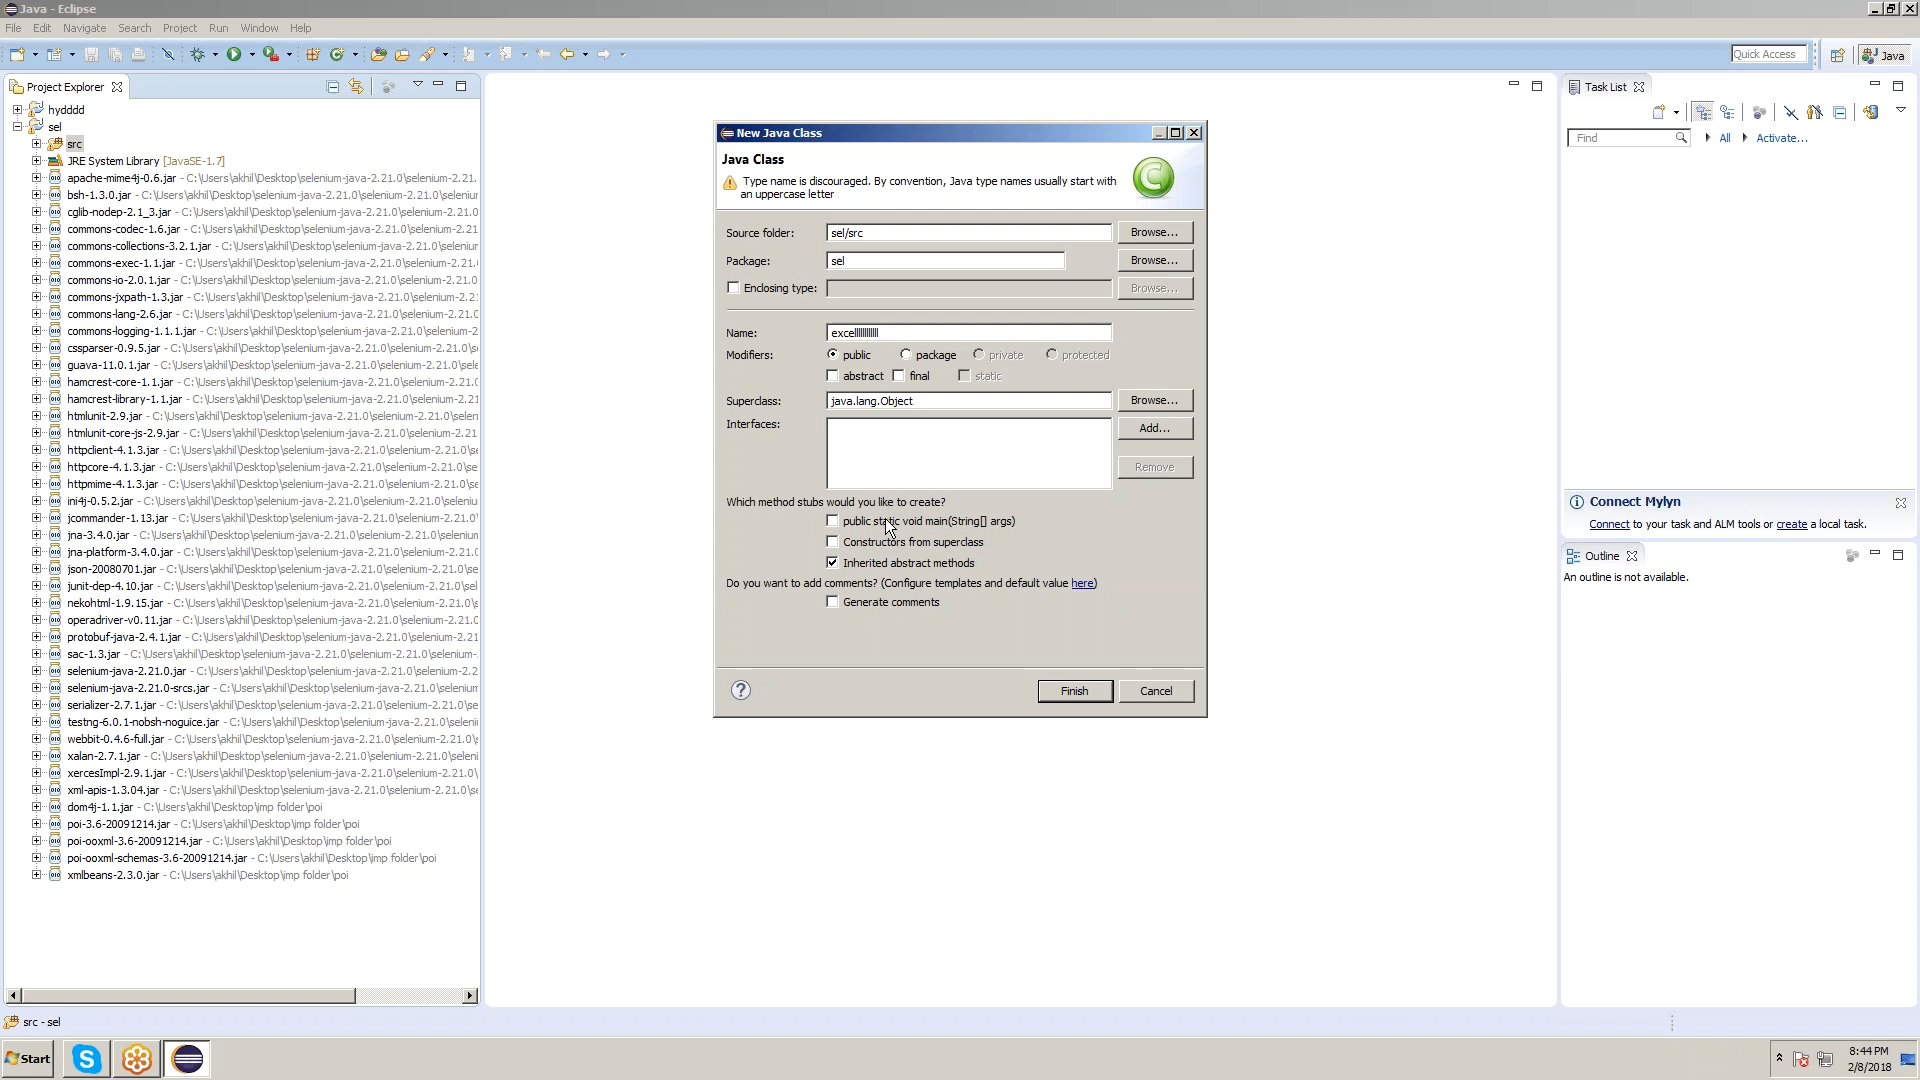 Java - Eclipse
File Edit Navigate Search Project Run Window Help
Quick Access
Java
Project Explorer
hydddd
sel
src
JRE System Library [JavaSE-1.7]
apache-mime4j-0.6.jar - C:\Users\akhil\Desktop\selenium-java-2.21.0\selenium-2.21.
bsh-1.3.0.jar - C:\Users\akhil\Desktop\selenium-java-2.21.0\selenium-2.21.0
cglib-nodep-2.1_3.jar - C:\Users\akhil\Desktop\selenium-java-2.21.0\selenium-2.21.0
commons-codec-1.6.jar - C:\Users\akhil\Desktop\selenium-java-2.21.0\selenium-2.21
commons-collections-3.2.1.jar - C:\Users\akhil\Desktop\selenium-java-2.21.0\selenium
commons-exec-1.1.jar - C:\Users\akhil\Desktop\selenium-java-2.21.0\selenium-2.21.
commons-io-2.0.1.jar - C:\Users\akhil\Desktop\selenium-java-2.21.0\selenium-2.21.0
commons-jxpath-1.3.jar - C:\Users\akhil\Desktop\selenium-java-2.21.0\selenium-2.21
commons-lang-2.6.jar - C:\Users\akhil\Desktop\selenium-java-2.21.0\selenium-2.21.0
commons-logging-1.1.1.jar - C:\Users\akhil\Desktop\selenium-java-2.21.0\selenium-2
cssparser-0.9.5.jar - C:\Users\akhil\Desktop\selenium-java-2.21.0\selenium-2.21.0\s
guava-11.0.1.jar - C:\Users\akhil\Desktop\selenium-java-2.21.0\selenium-2.21.0\sele
hamcrest-core-1.1.jar - C:\Users\akhil\Desktop\selenium-java-2.21.0\selenium-2.21.0
hamcrest-library-1.1.jar - C:\Users\akhil\Desktop\selenium-java-2.21.0\selenium-2.21
htmlunit-2.9.jar - C:\Users\akhil\Desktop\selenium-java-2.21.0\selenium-2.21.0\selen
htmlunit-core-js-2.9.jar - C:\Users\akhil\Desktop\selenium-java-2.21.0\selenium-2.21
httpclient-4.1.3.jar - C:\Users\akhil\Desktop\selenium-java-2.21.0\selenium-2.21.0\se
httpcore-4.1.3.jar - C:\Users\akhil\Desktop\selenium-java-2.21.0\selenium-2.21.0\se
httpmime-4.1.3.jar - C:\Users\akhil\Desktop\selenium-java-2.21.0\selenium-2.21.0\se
ini4j-0.5.2.jar - C:\Users\akhil\Desktop\selenium-java-2.21.0\selenium-2.21.0\seleniu
jcommander-1.13.jar - C:\Users\akhil\Desktop\selenium-java-2.21.0\selenium-2.21.0\
jna-3.4.0.jar - C:\Users\akhil\Desktop\selenium-java-2.21.0\selenium-2.21.0\seleniur
jna-platform-3.4.0.jar - C:\Users\akhil\Desktop\selenium-java-2.21.0\selenium-2.21.0
json-20080701.jar - C:\Users\akhil\Desktop\selenium-java-2.21.0\selenium-2.21.0\se
junit-dep-4.10.jar - C:\Users\akhil\Desktop\selenium-java-2.21.0\selenium-2.21.0\sel
nekohtml-1.9.15.jar - C:\Users\akhil\Desktop\selenium-java-2.21.0\selenium-2.21.0\s
operadriver-v0.11.jar - C:\Users\akhil\Desktop\selenium-java-2.21.0\selenium-2.21.0
protobuf-java-2.4.1.jar - C:\Users\akhil\Desktop\selenium-java-2.21.0\selenium-2.21
sac-1.3.jar - C:\Users\akhil\Desktop\selenium-java-2.21.0\selenium-2.21.0\selenium-
selenium-java-2.21.0.jar - C:\Users\akhil\Desktop\selenium-java-2.21.0\selenium-2.2
selenium-java-2.21.0-srcs.jar - C:\Users\akhil\Desktop\selenium-java-2.21.0\selenium
serializer-2.7.1.jar - C:\Users\akhil\Desktop\selenium-java-2.21.0\selenium-2.21.0\se
testng-6.0.1-nobsh-noguice.jar - C:\Users\akhil\Desktop\selenium-java-2.21.0\seleni
webbit-0.4.6-full.jar - C:\Users\akhil\Desktop\selenium-java-2.21.0\selenium-2.21.0\
xalan-2.7.1.jar - C:\Users\akhil\Desktop\selenium-java-2.21.0\selenium-2.21.0\seleni
xercesImpl-2.9.1.jar - C:\Users\akhil\Desktop\selenium-java-2.21.0\selenium-2.21.0\
xml-apis-1.3.04.jar - C:\Users\akhil\Desktop\selenium-java-2.21.0\selenium-2.21.0\se
dom4j-1.1.jar - C:\Users\akhil\Desktop\imp folder\poi
poi-3.6-20091214.jar - C:\Users\akhil\Desktop\imp folder\poi
poi-ooxml-3.6-20091214.jar - C:\Users\akhil\Desktop\imp folder\poi
poi-ooxml-schemas-3.6-20091214.jar - C:\Users\akhil\Desktop\imp folder\poi
xmlbeans-2.3.0.jar - C:\Users\akhil\Desktop\imp folder\poi
New Java Class
Java Class
Type name is discouraged. By convention, Java type names usually start with
an uppercase letter
Source folder: sel/src Browse...
Package: sel Browse...
Enclosing type: Browse...
Name: excellllllllllll
Modifiers: public package private protected
abstract final static
Superclass: java.lang.Object Browse...
Interfaces: Add...
Remove
Which method stubs would you like to create?
public static void main(String[] args)
Constructors from superclass
Inherited abstract methods
Do you want to add comments? (Configure templates and default value here)
Generate comments
Finish Cancel
Task List
Find All Activate...
Connect Mylyn
Connect to your task and ALM tools or create a local task.
Outline
An outline is not available.
src - sel
Start
8:44 PM
2/8/2018